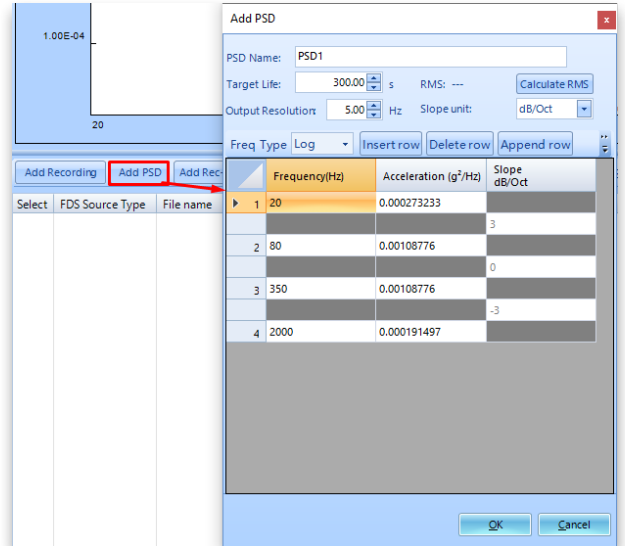 1.00E-04
20
Add Recording Add PSD Add Rec-
Select FDS Source Type File name
Add PSD
x
PSD Name: PSD1
Target Life: 300.00 s RMS: --- Calculate RMS
Output Resolution: 5.00 Hz Slope unit: dB/Oct
Freq Type Log Insert row Delete row Append row
Frequency(Hz) Acceleration (g²/Hz) Slope
dB/Oct
1 20 0.000273233
3
2 80 0.00108776
0
3 350 0.00108776
-3
4 2000 0.000191497
OK Cancel